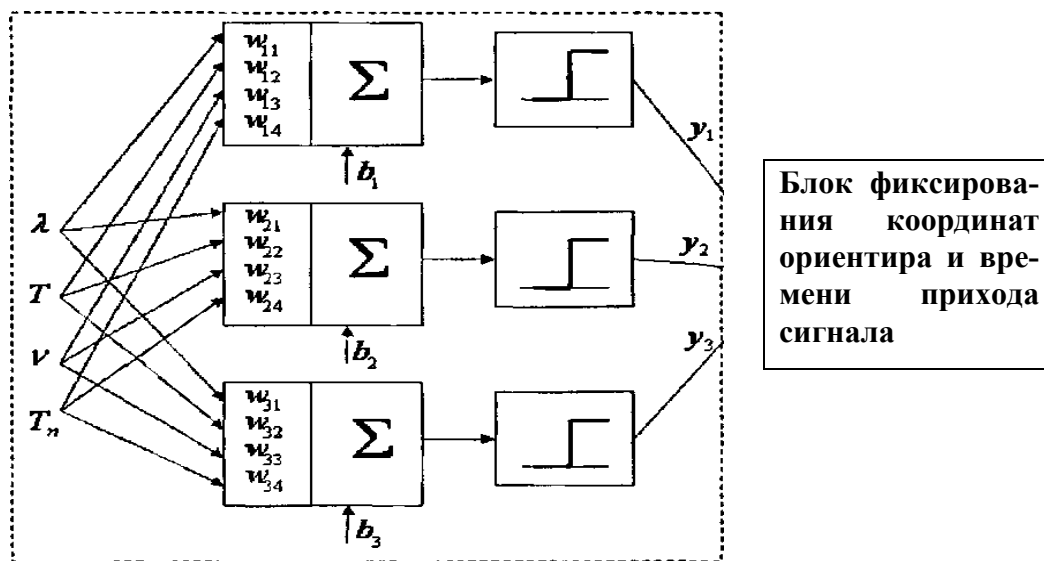 w₁₁
w₁₂
w₁₃
w₁₄
Σ
b₁
y₁
λ
T
ν
Tₙ
w₂₁
w₂₂
w₂₃
w₂₄
Σ
b₂
y₂
w₃₁
w₃₂
w₃₃
w₃₄
Σ
b₃
y₃
Блок фиксирова-
ния координат
ориентира и вре-
мени прихода
сигнала